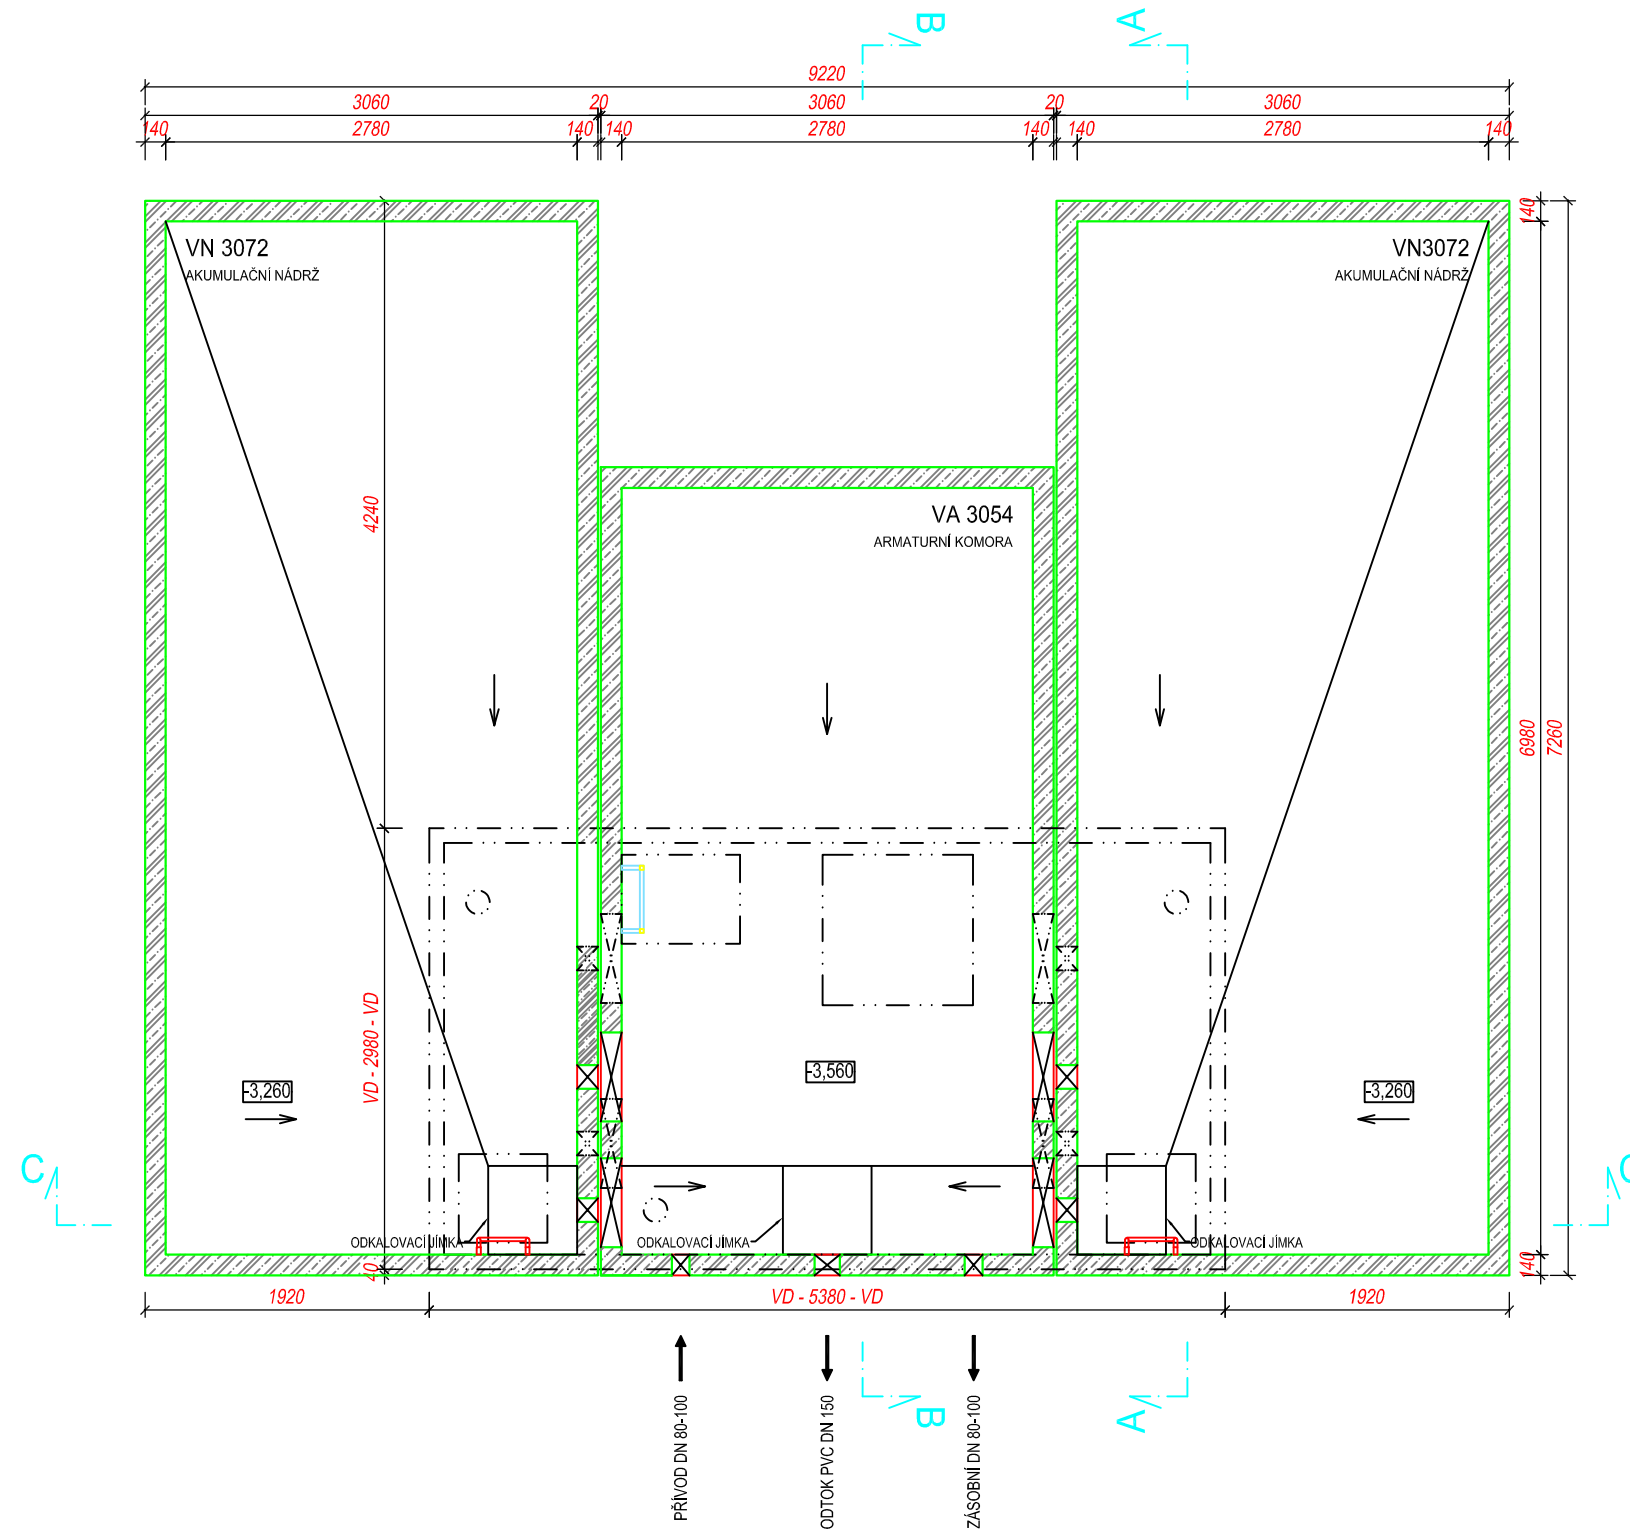 B
A
9220
3060
20
3060
20
3060
140
2780
140
140
2780
140
140
2780
140
140
VN 3072
AKUMULAČNÍ NÁDRŽ
VN3072
AKUMULAČNÍ NÁDRŽ
4240
VA 3054
ARMATURNÍ KOMORA
6980
7260
VD - 2980 - VD
-3,560
-3,260
-3,260
C
C
ODKALOVACÍ JÍMKA
ODKALOVACÍ JÍMKA
ODKALOVACÍ JÍMKA
40
140
1920
VD - 5380 - VD
1920
PŘÍVOD DN 80-100
ODTOK PVC DN 150
ZÁSOBNÍ DN 80-100
B
A